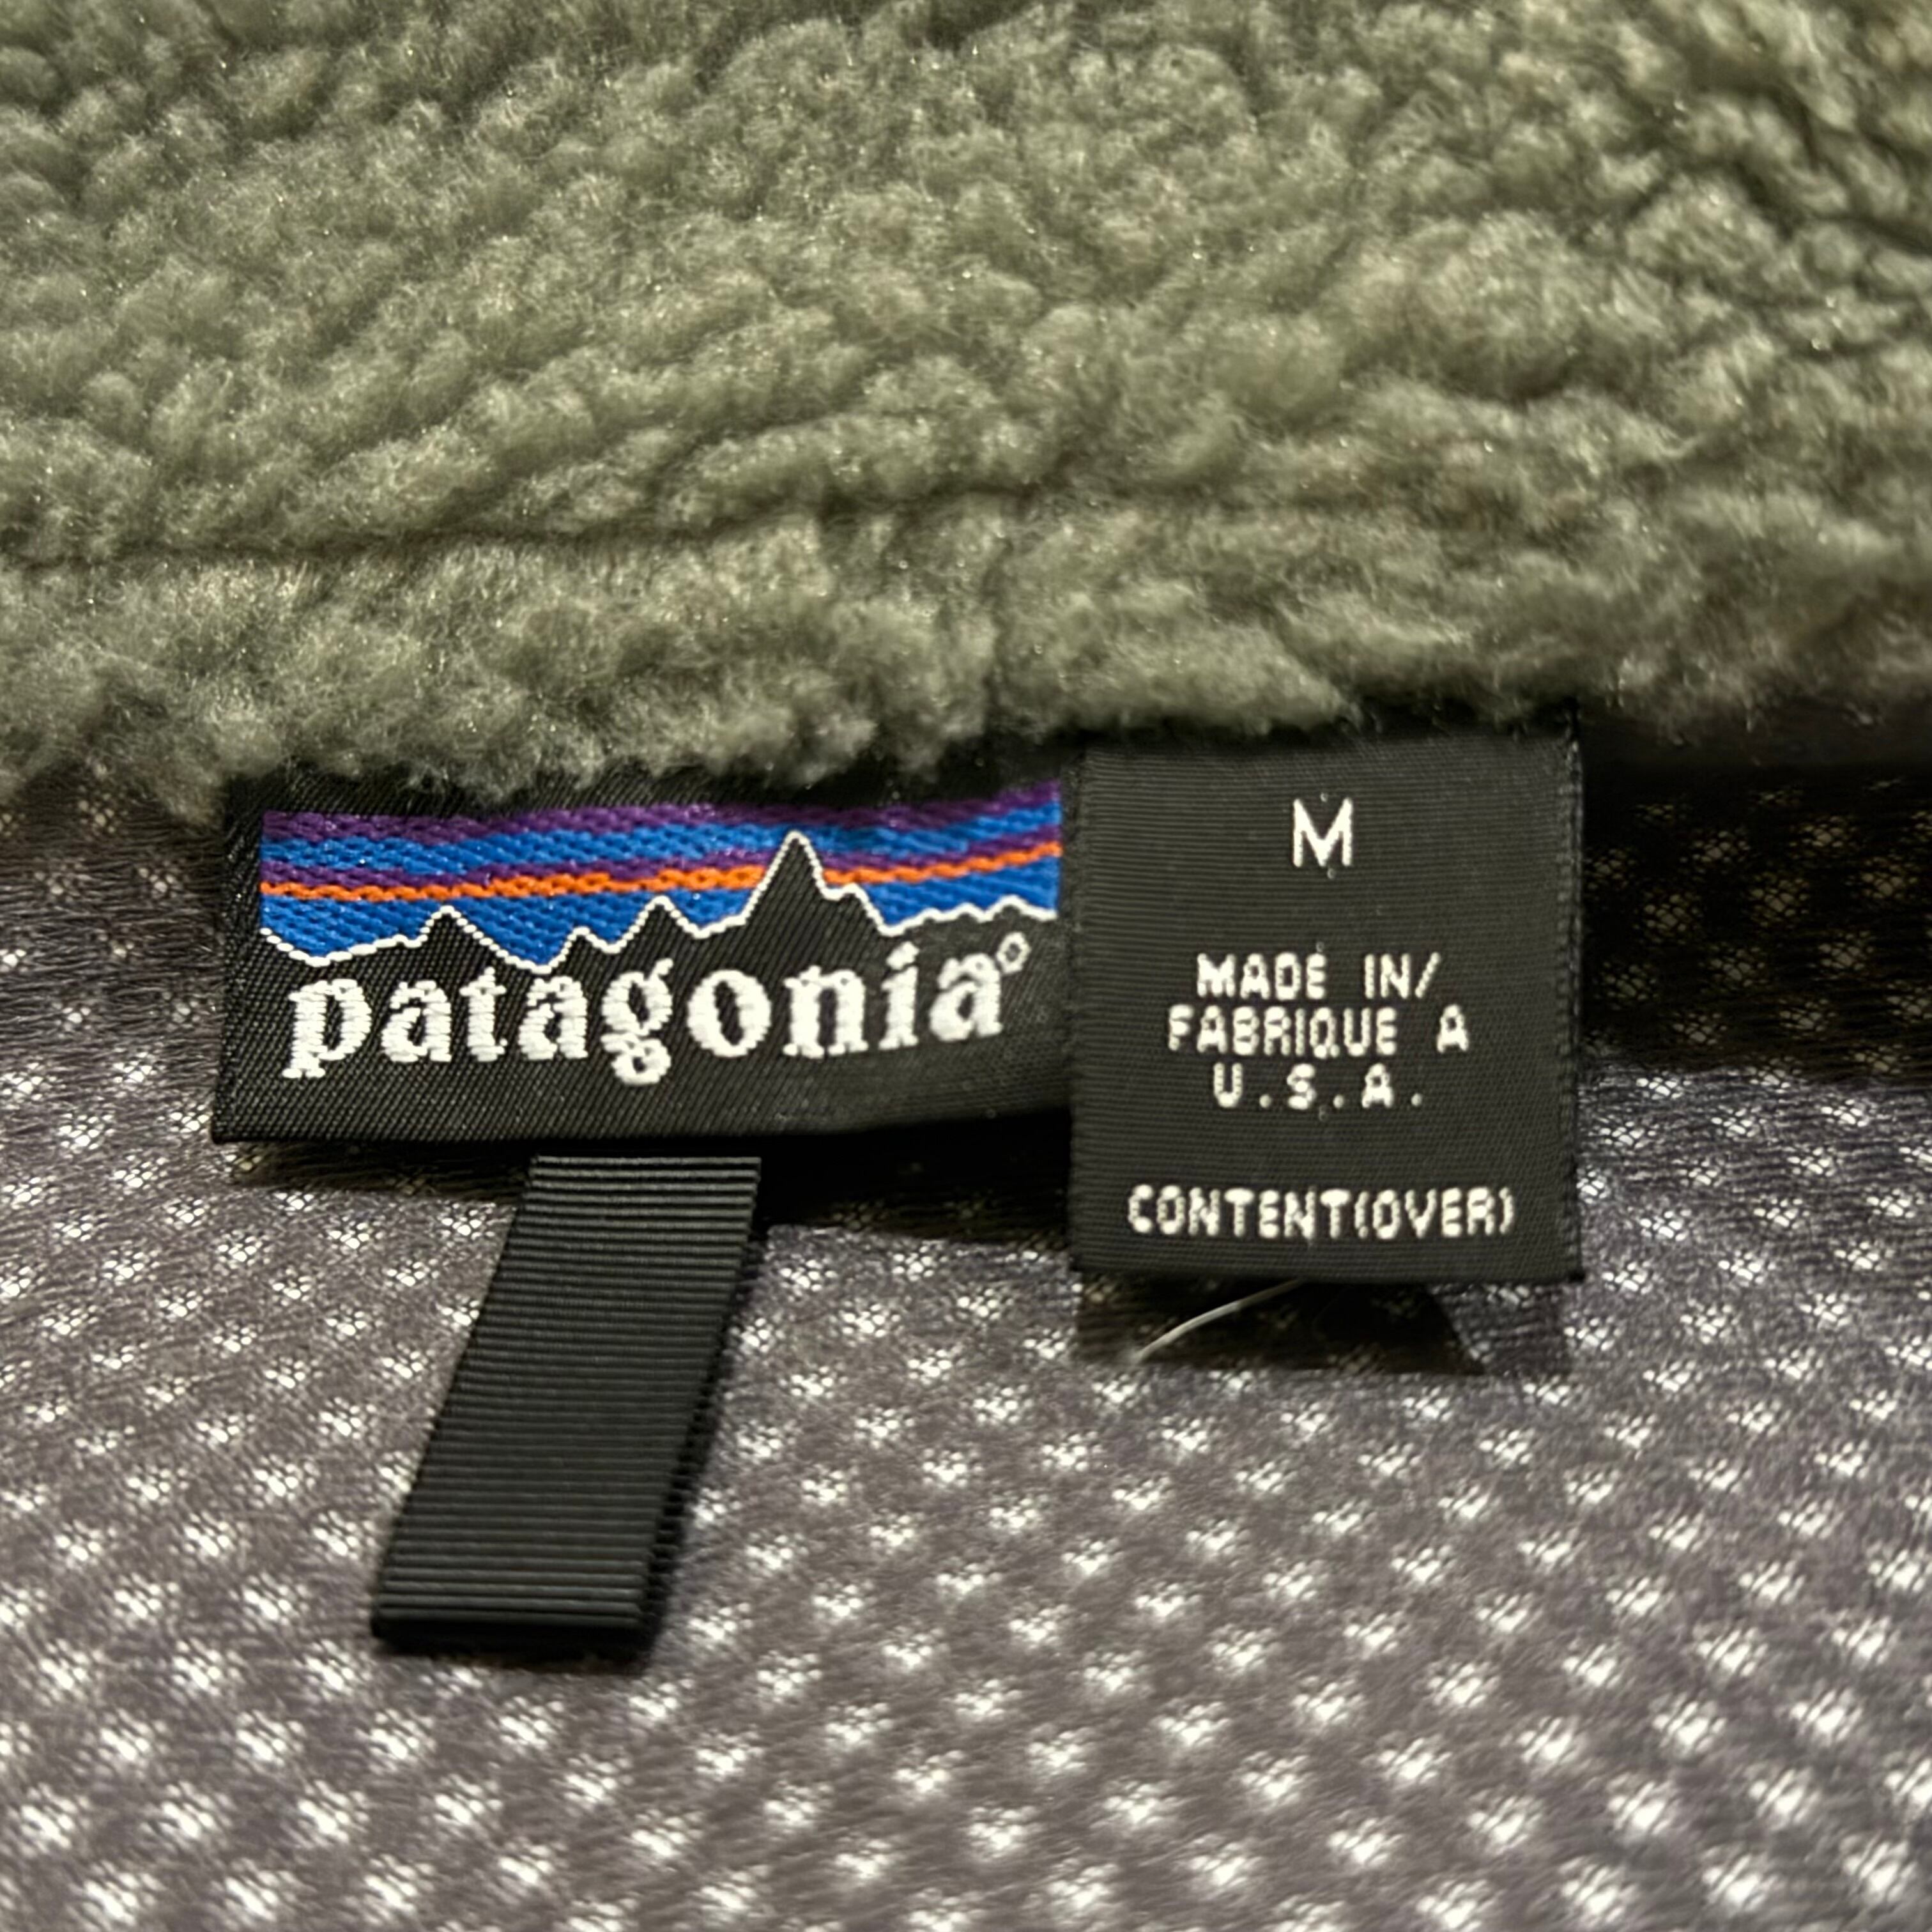 patagonia®
M
MADE IN/
FABRIQUE A
U.S.A.
CONTENT(OVER)